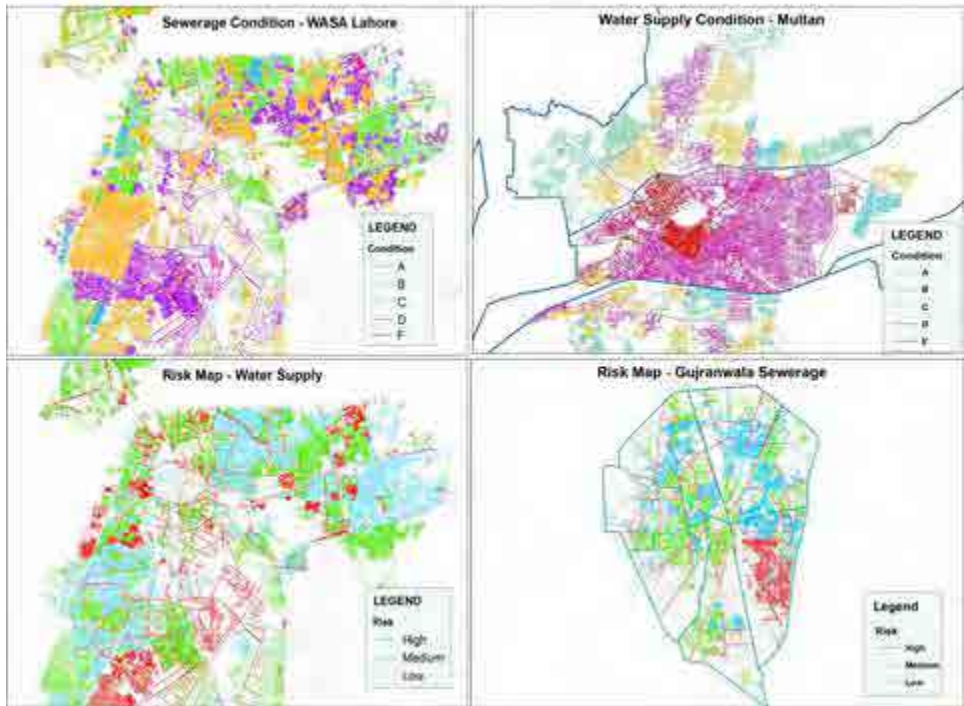 Sewerage Condition - WASA Lahore
LEGEND
Condition
A
B
C
D
F
Water Supply Condition - Multan
LEGEND
Condition
A
B
C
D
F
Risk Map - Water Supply
LEGEND
Risk
High
Medium
Low
Risk Map - Gujranwala Sewerage
Legend
Risk
High
Medium
Low